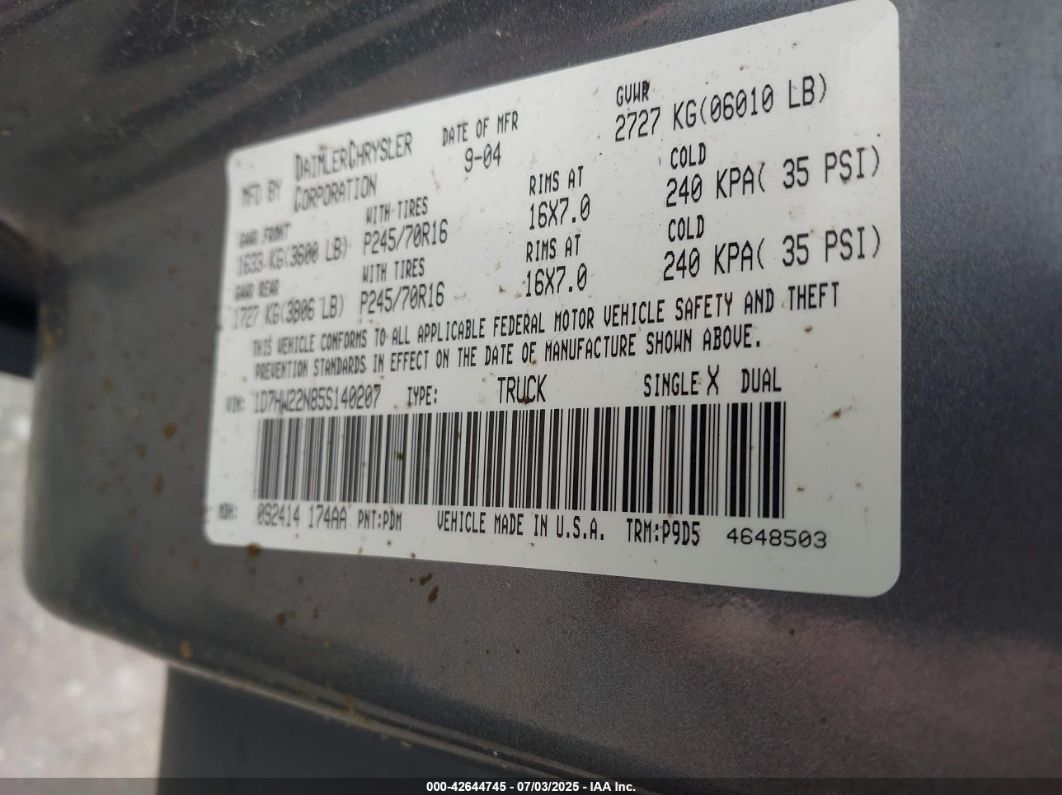 MFD BY DAIMLERCHRYSLER CORPORATION DATE OF MFR 9-04 GVWR 2727 KG(06010 LB)
GAWR FRONT 1633 KG(3600 LB) WITH TIRES P245/70R16 RIMS AT 16X7.0 COLD 240 KPA( 35 PSI)
GAWR REAR 1727 KG(3806 LB) WITH TIRES P245/70R16 RIMS AT 16X7.0 COLD 240 KPA( 35 PSI)
THIS VEHICLE CONFORMS TO ALL APPLICABLE FEDERAL MOTOR VEHICLE SAFETY AND THEFT
PREVENTION STANDARDS IN EFFECT ON THE DATE OF MANUFACTURE SHOWN ABOVE.
VIN: 1D7HW22N85S140207 TYPE: TRUCK SINGLE X DUAL
MDH: 092414 174AA PNT:PDM VEHICLE MADE IN U.S.A. TRM:P9D5 4648503
000-42644745 - 07/03/2025 - IAA Inc.